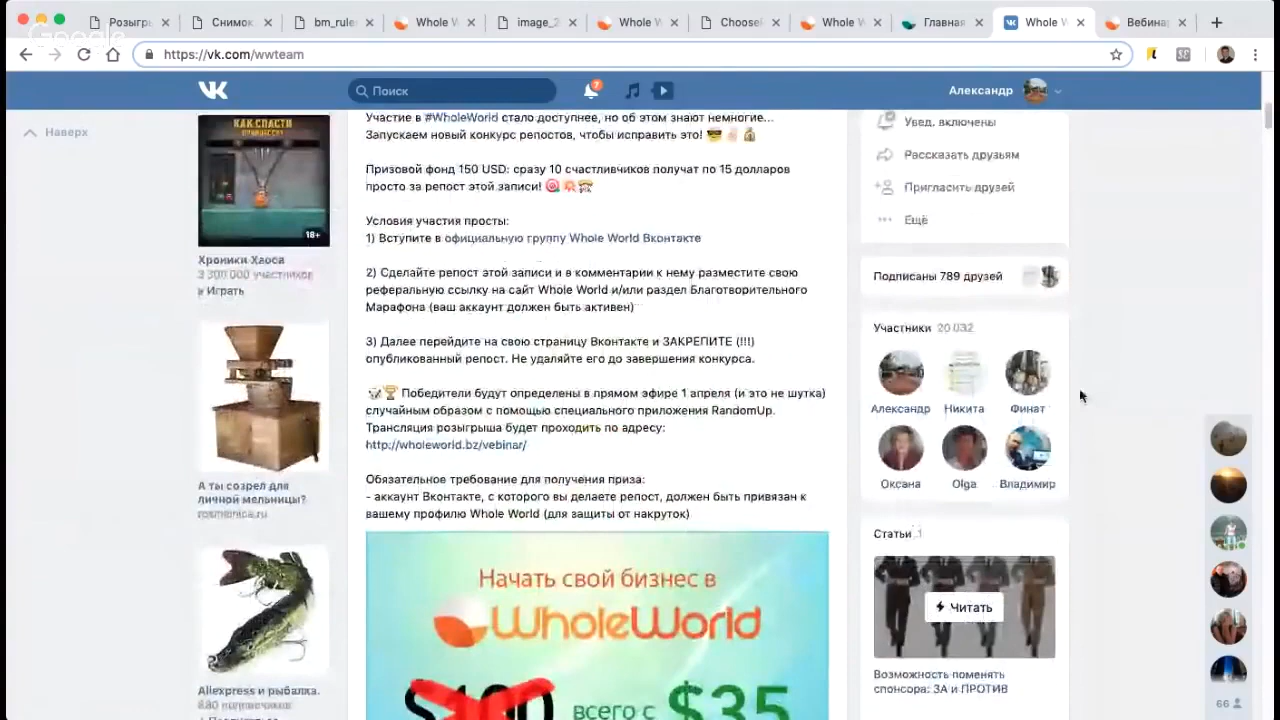 Розыгры
Снимок
bm_rule
Whole W
image_2
Whole W
Choose
Whole W
Главная
Whole W
Вебина
Google
https://vk.com/wwteam
Поиск
7
Александр
Наверх
КАК СПАСТИ
ПРИНЦЕССУ
18+
Хроники Хаоса
3 300 000 участников
Играть
А ты созрел для
личной мельницы?
rosmonica.ru
Aliexpress и рыбалка.
880 подписчиков
Участие в #WholeWorld стало доступнее, но об этом знают немногие...
Запускаем новый конкурс репостов, чтобы исправить это!
Призовой фонд 150 USD: сразу 10 счастливчиков получат по 15 долларов
просто за репост этой записи!
Условия участия просты:
1) Вступите в официальную группу Whole World Вконтакте
2) Сделайте репост этой записи и в комментарии к нему разместите свою
реферальную ссылку на сайт Whole World и/или раздел Благотворительного
Марафона (ваш аккаунт должен быть активен)
3) Далее перейдите на свою страницу Вконтакте и ЗАКРЕПИТЕ (!!!)
опубликованный репост. Не удаляйте его до завершения конкурса.
Победители будут определены в прямом эфире 1 апреля (и это не шутка)
случайным образом с помощью специального приложения RandomUp.
Трансляция розыгрыша будет проходить по адресу:
http://wholeworld.bz/vebinar/
Обязательное требование для получения приза:
- аккаунт Вконтакте, с которого вы делаете репост, должен быть привязан к
вашему профилю Whole World (для защиты от накруток)
Начать свой бизнес в
WholeWorld
$100 всего с $35
Увед. включены
Рассказать друзьям
Пригласить друзей
Ещё
Подписаны 789 друзей
Участники 20 032
Александр Никита Финат
Оксана Olga Владимир
Статьи 1
Читать
Возможность поменять
спонсора: ЗА и ПРОТИВ
66